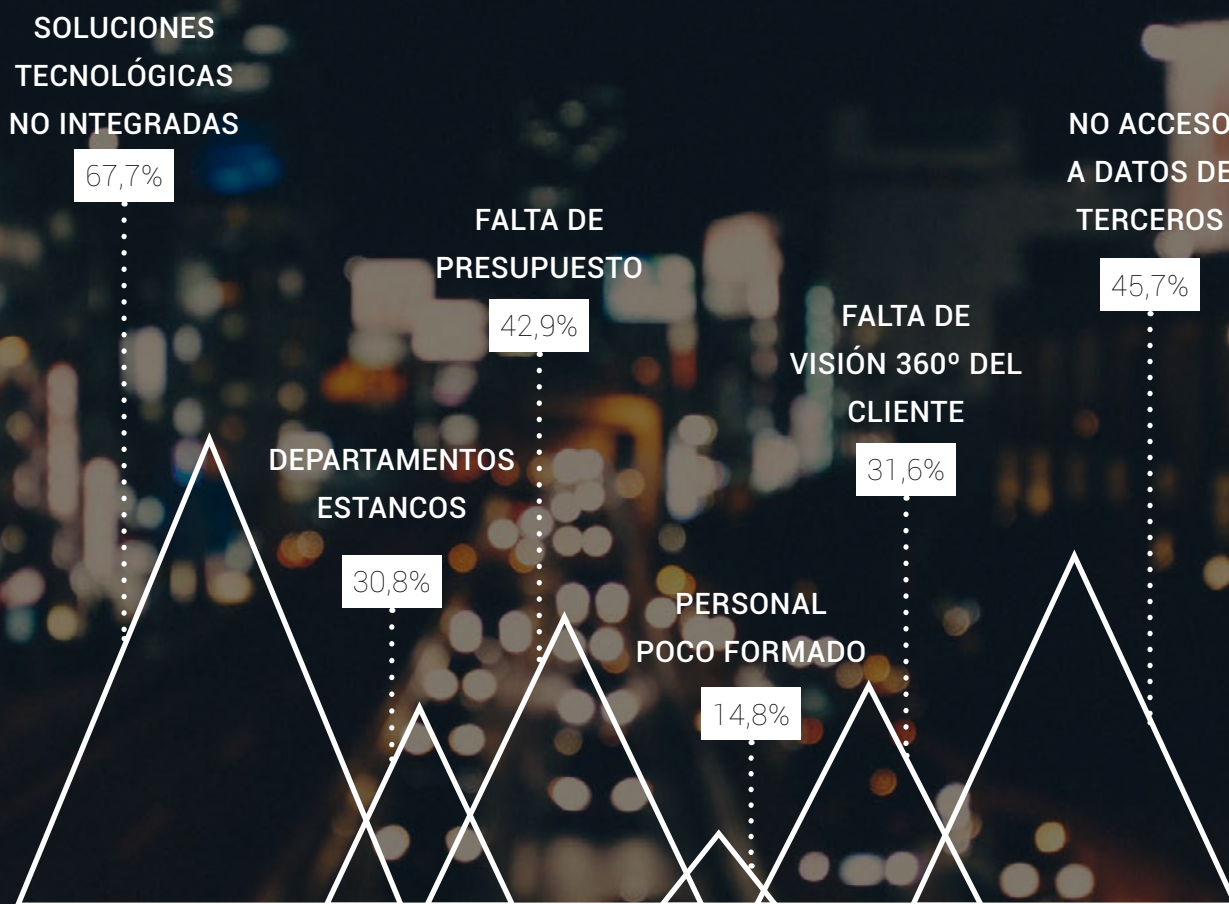 SOLUCIONES
TECNOLÓGICAS
NO INTEGRADAS
67,7%
DEPARTAMENTOS
ESTANCOS
30,8%
FALTA DE
PRESUPUESTO
42,9%
PERSONAL
POCO FORMADO
14,8%
FALTA DE
VISIÓN 360º DEL
CLIENTE
31,6%
NO ACCESO
A DATOS DE
TERCEROS
45,7%